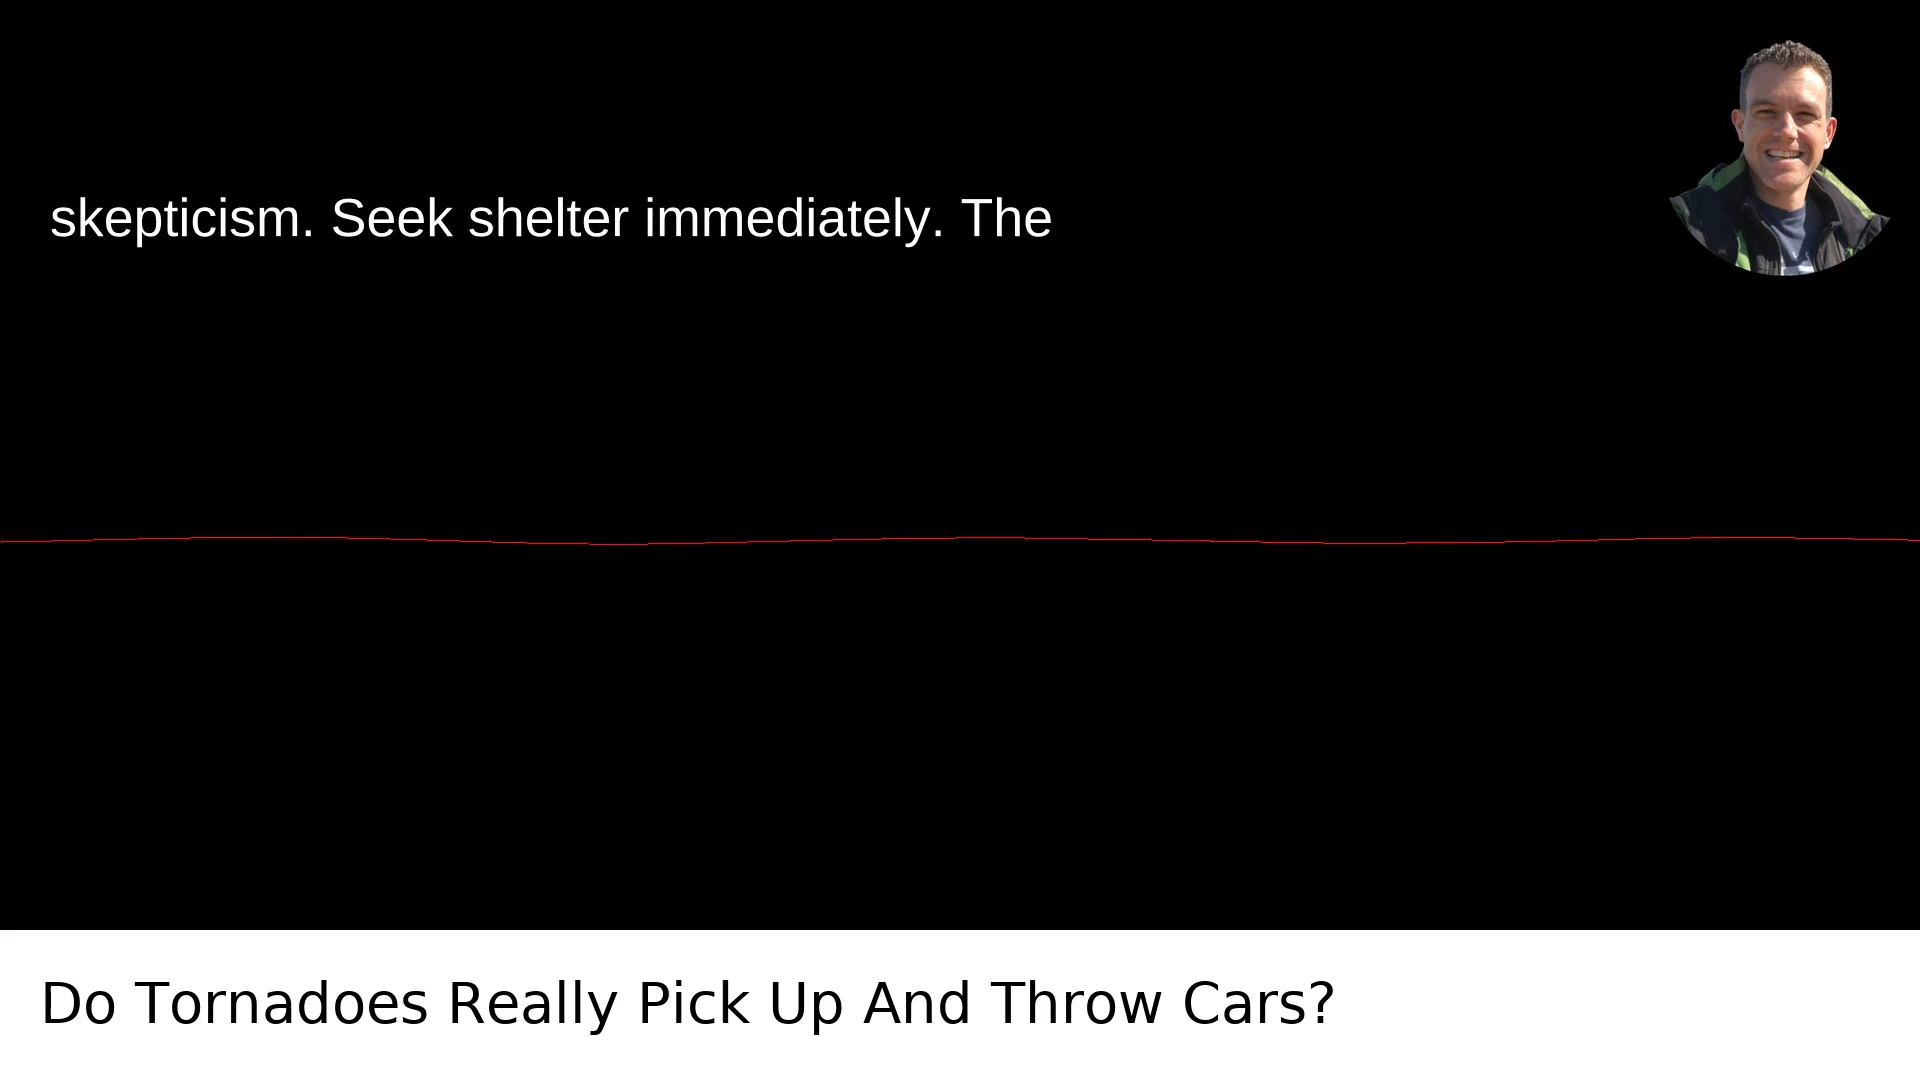 skepticism. Seek shelter immediately. The
Do Tornadoes Really Pick Up And Throw Cars?